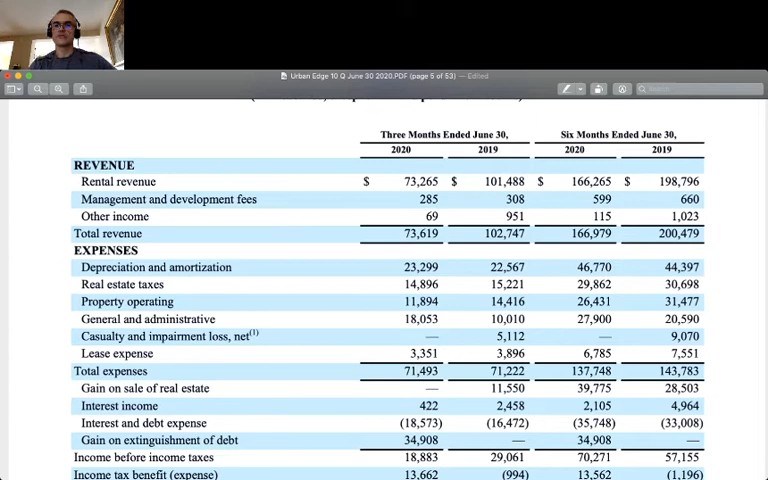 Urban Edge 10 Q June 30 2020.PDF (page 5 of 53) — Edited
Search
Three Months Ended June 30, Six Months Ended June 30,
2020 2019 2020 2019
REVENUE
Rental revenue $ 73,265 $ 101,488 $ 166,265 $ 198,796
Management and development fees 285 308 599 660
Other income 69 951 115 1,023
Total revenue 73,619 102,747 166,979 200,479
EXPENSES
Depreciation and amortization 23,299 22,567 46,770 44,397
Real estate taxes 14,896 15,221 29,862 30,698
Property operating 11,894 14,416 26,431 31,477
General and administrative 18,053 10,010 27,900 20,590
Casualty and impairment loss, net(1) — 5,112 — 9,070
Lease expense 3,351 3,896 6,785 7,551
Total expenses 71,493 71,222 137,748 143,783
Gain on sale of real estate — 11,550 39,775 28,503
Interest income 422 2,458 2,105 4,964
Interest and debt expense (18,573) (16,472) (35,748) (33,008)
Gain on extinguishment of debt 34,908 — 34,908 —
Income before income taxes 18,883 29,061 70,271 57,155
Income tax benefit (expense) 13,662 (994) 13,562 (1,196)